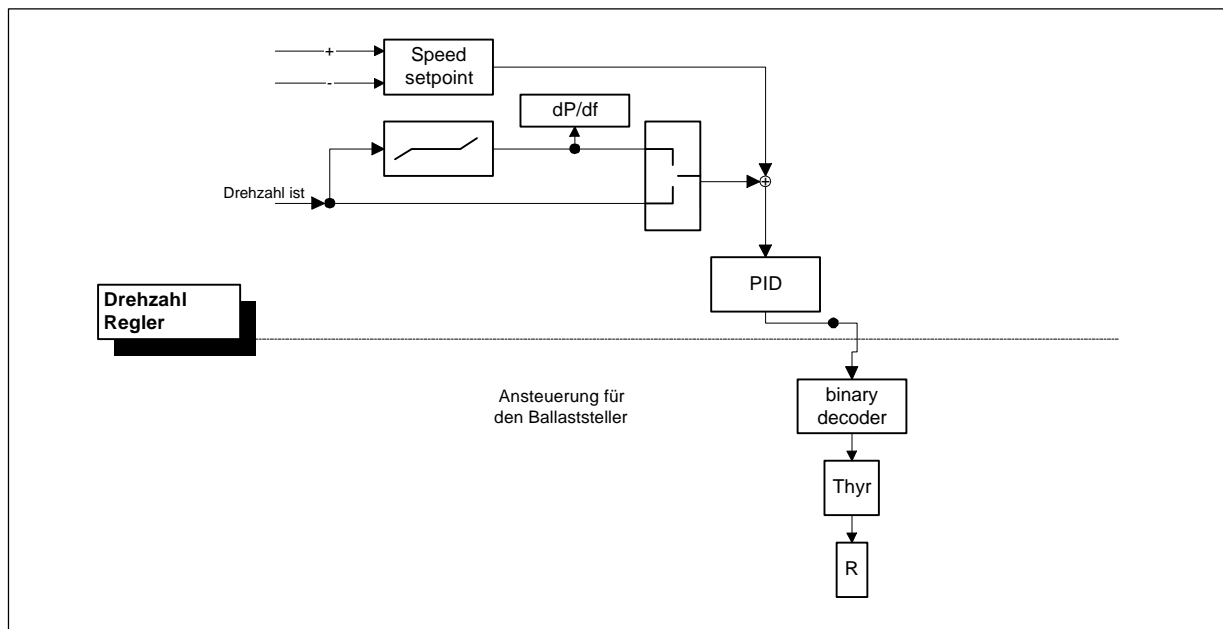 +
Speed
setpoint
-
dP/df
Drehzahl ist
PID
Drehzahl
Regler
Ansteuerung für
den Ballaststeller
binary
decoder
Thyr
R